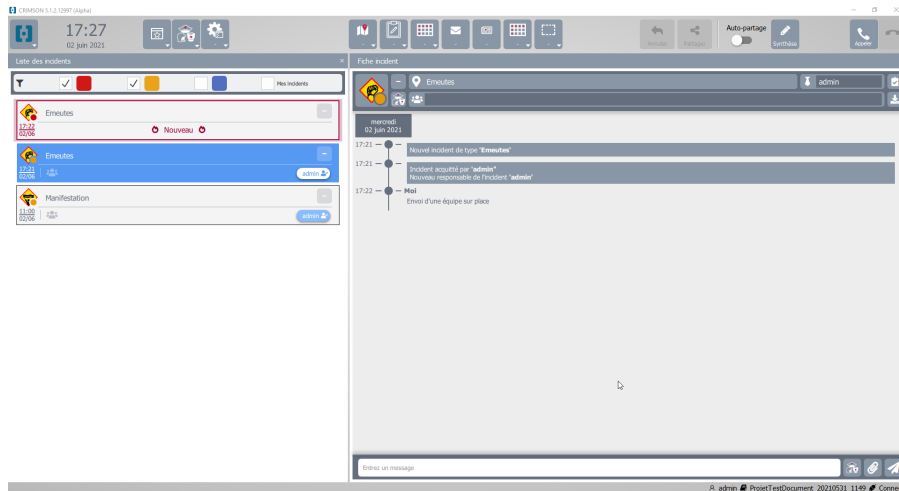 CRIMSON 5.1.2.12997 (Alpha)
17:27
02 juin 2021
Annuler
Partager
Auto-partage
Synthèse
Appeler
Liste des incidents
Fiche incident
Mes incidents
Emeutes
17:22
02/06
Nouveau
Emeutes
17:21
02/06
admin
Manifestation
11:00
02/06
admin
Emeutes
admin
mercredi
02 juin 2021
17:21
Nouvel incident de type "Emeutes"
17:21
Incident acquitté par "admin"
Nouveau responsable de l'incident "admin"
17:22
Moi
Envoi d'une équipe sur place
Entrez un message
admin ProjetTestDocument_20210531_1149